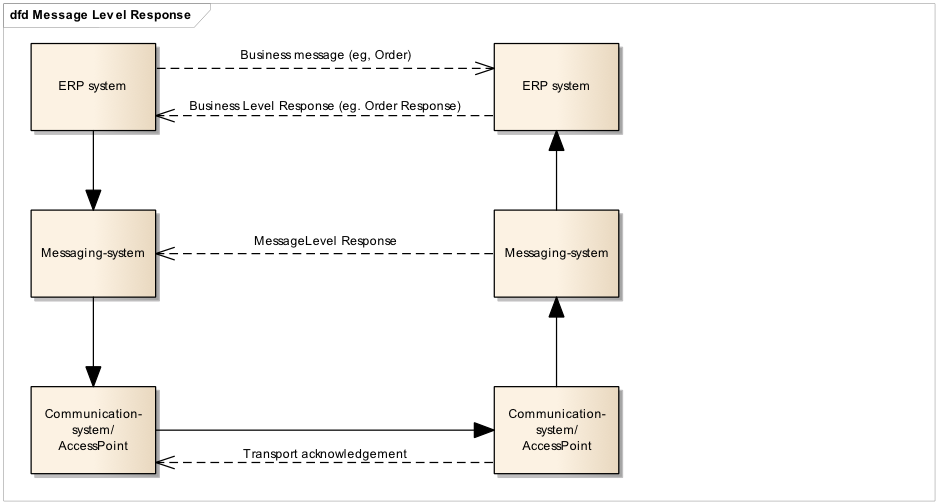 dfd Message Level Response
Business message (eg, Order)
ERP system
ERP system
Business Level Response (eg. Order Response)
MessageLevel Response
Messaging-system
Messaging-system
Communication-
system/
AccessPoint
Communication-
system/
AccessPoint
Transport acknowledgement